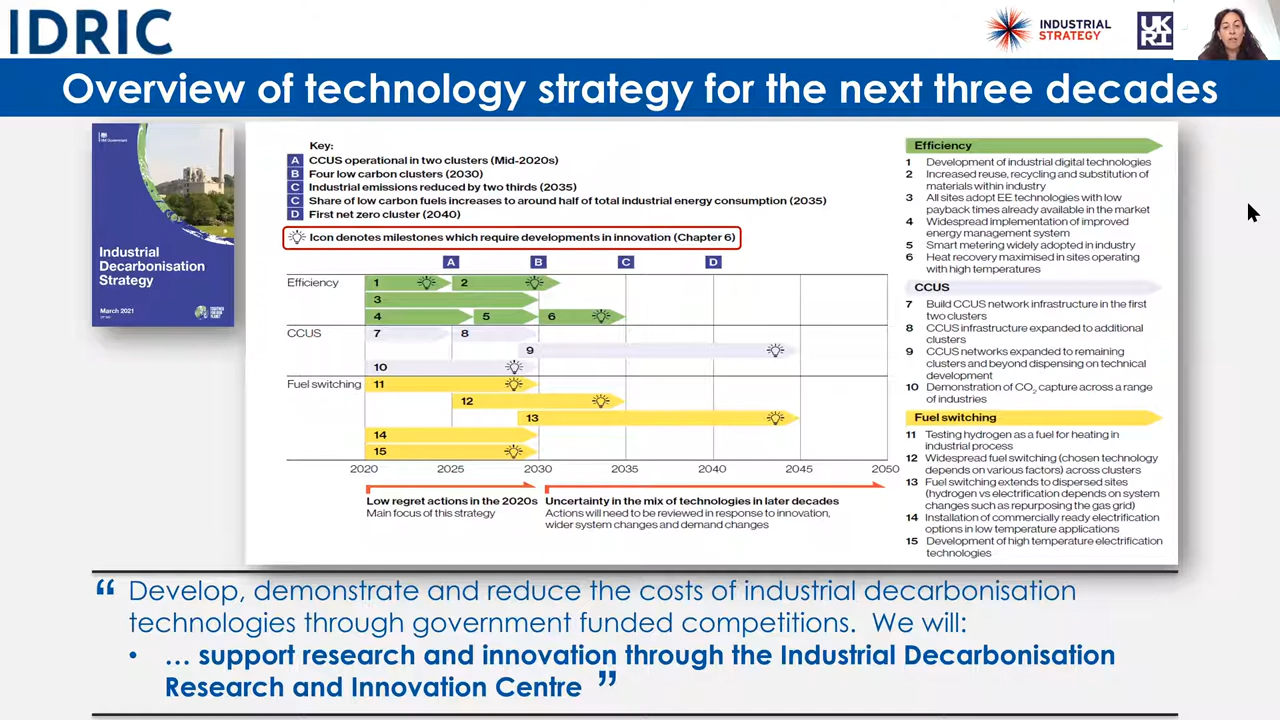 IDRIC
INDUSTRIAL
STRATEGY
UK
RI
Overview of technology strategy for the next three decades
HM Government
Industrial
Decarbonisation
Strategy
March 2021
Key:
A CCUS operational in two clusters (Mid-2020s)
B Four low carbon clusters (2030)
C Industrial emissions reduced by two thirds (2035)
C Share of low carbon fuels increases to around half of total industrial energy consumption (2035)
D First net zero cluster (2040)
Icon denotes milestones which require developments in innovation (Chapter 6)
A B C D
Efficiency 1 2
3
4 5 6
CCUS 7 8
9
10
Fuel switching 11
12
13
14
15
2020 2025 2030 2035 2040 2045 2050
Low regret actions in the 2020s
Main focus of this strategy
Uncertainty in the mix of technologies in later decades
Actions will need to be reviewed in response to innovation,
wider system changes and demand changes
Efficiency
1 Development of industrial digital technologies
2 Increased reuse, recycling and substitution of
materials within industry
3 All sites adopt EE technologies with low
payback times already available in the market
4 Widespread implementation of improved
energy management system
5 Smart metering widely adopted in industry
6 Heat recovery maximised in sites operating
with high temperatures
CCUS
7 Build CCUS network infrastructure in the first
two clusters
8 CCUS infrastructure expanded to additional
clusters
9 CCUS networks expanded to remaining
clusters and beyond dispensing on technical
development
10 Demonstration of CO₂ capture across a range
of industries
Fuel switching
11 Testing hydrogen as a fuel for heating in
industrial process
12 Widespread fuel switching (chosen technology
depends on various factors) across clusters
13 Fuel switching extends to dispersed sites
(hydrogen vs electrification depends on system
changes such as repurposing the gas grid)
14 Installation of commercially ready electrification
options in low temperature applications
15 Development of high temperature electrification
technologies
“ Develop, demonstrate and reduce the costs of industrial decarbonisation
technologies through government funded competitions. We will:
• … support research and innovation through the Industrial Decarbonisation
Research and Innovation Centre ”